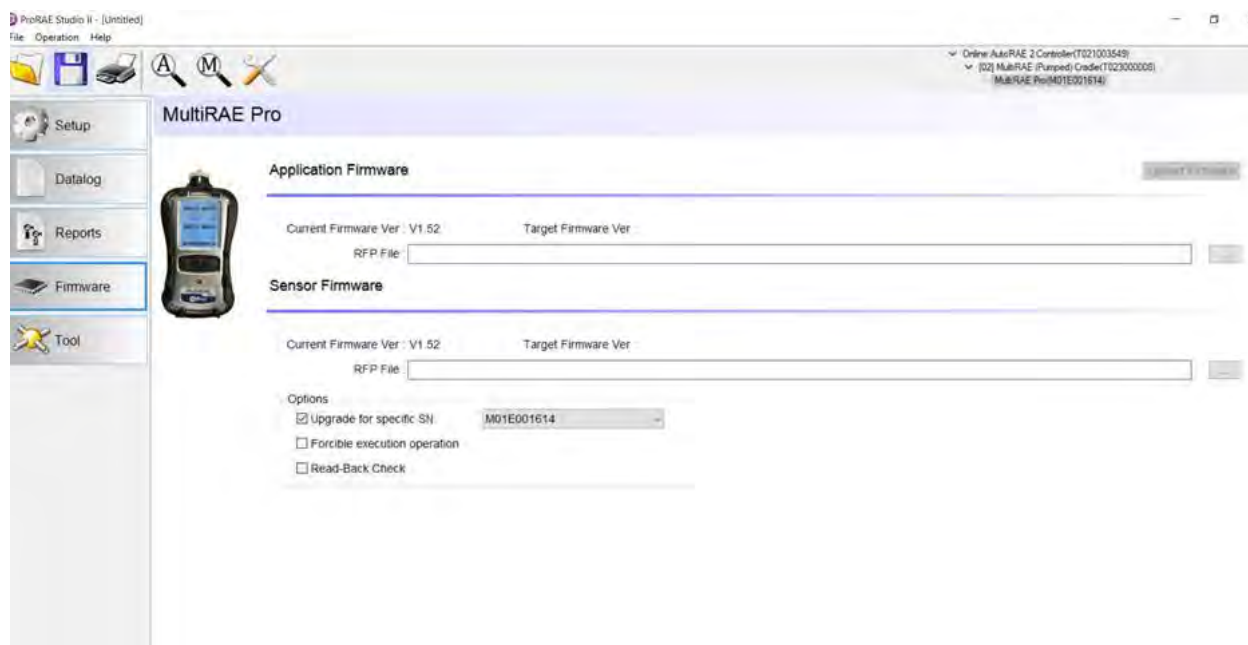 ProRAE Studio II - [Untitled]
File Operation Help
A M
Online AutoRAE 2 Controller(T021003549)
[02] MultiRAE (Pumped) Cradle(T023000008)
MultiRAE Pro(M01E001614)
Setup
Datalog
Reports
Firmware
Tool
MultiRAE Pro
Application Firmware
Current Firmware Ver : V1.52 Target Firmware Ver
RFP File
...
Sensor Firmware
Current Firmware Ver : V1.52 Target Firmware Ver
RFP File
...
Options
Upgrade for specific SN M01E001614
Forcible execution operation
Read-Back Check